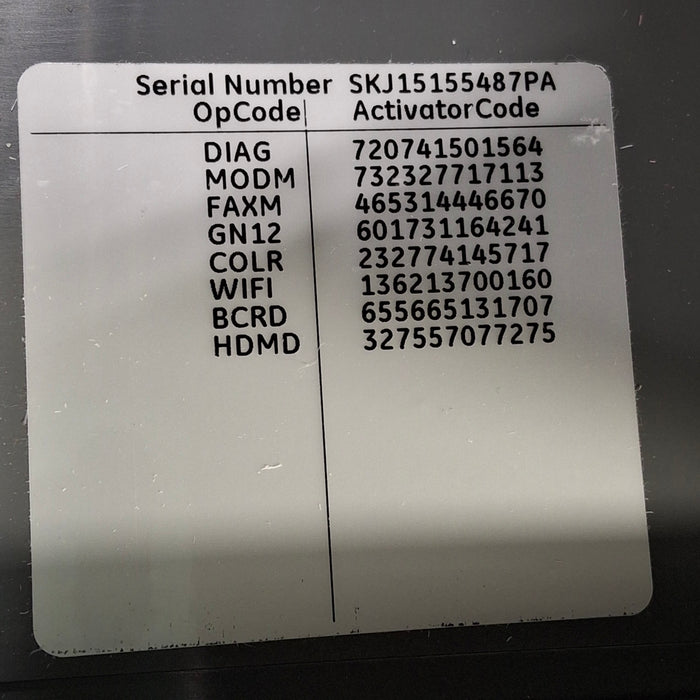 Serial Number SKJ15155487PA
OpCode ActivatorCode
DIAG 720741501564
MODM 732327717113
FAXM 465314446670
GN12 601731164241
COLR 232774145717
WIFI 136213700160
BCRD 655665131707
HDMD 327557077275